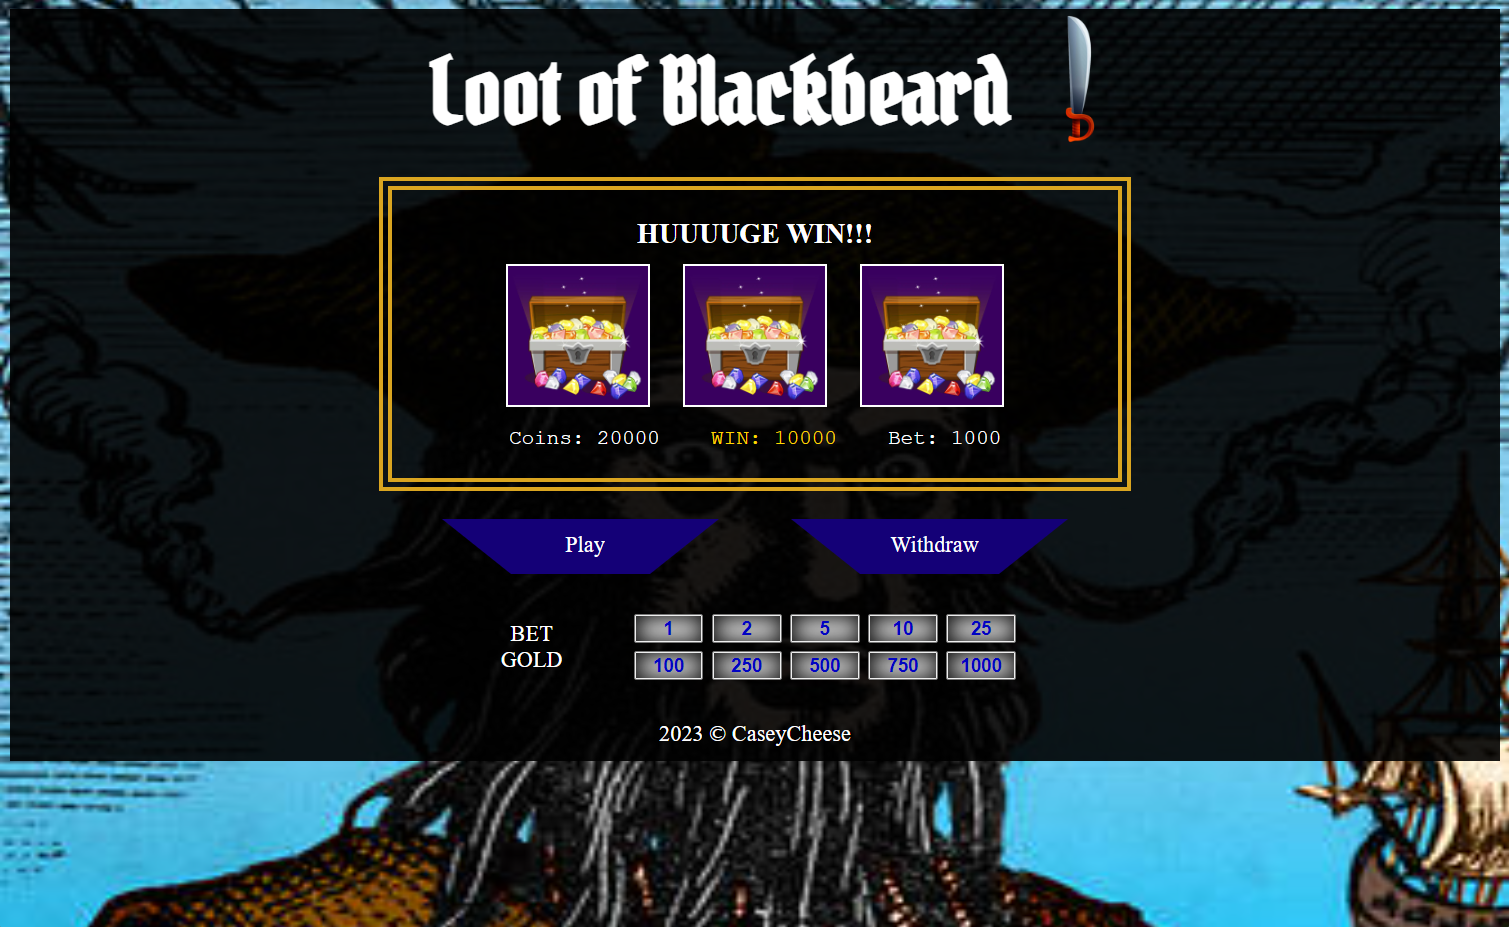 Loot of Blackbeard
HUUUUGE WIN!!!
Coins: 20000 WIN: 10000 Bet: 1000
Play Withdraw
BET GOLD
1 2 5 10 25
100 250 500 750 1000
2023 © CaseyCheese